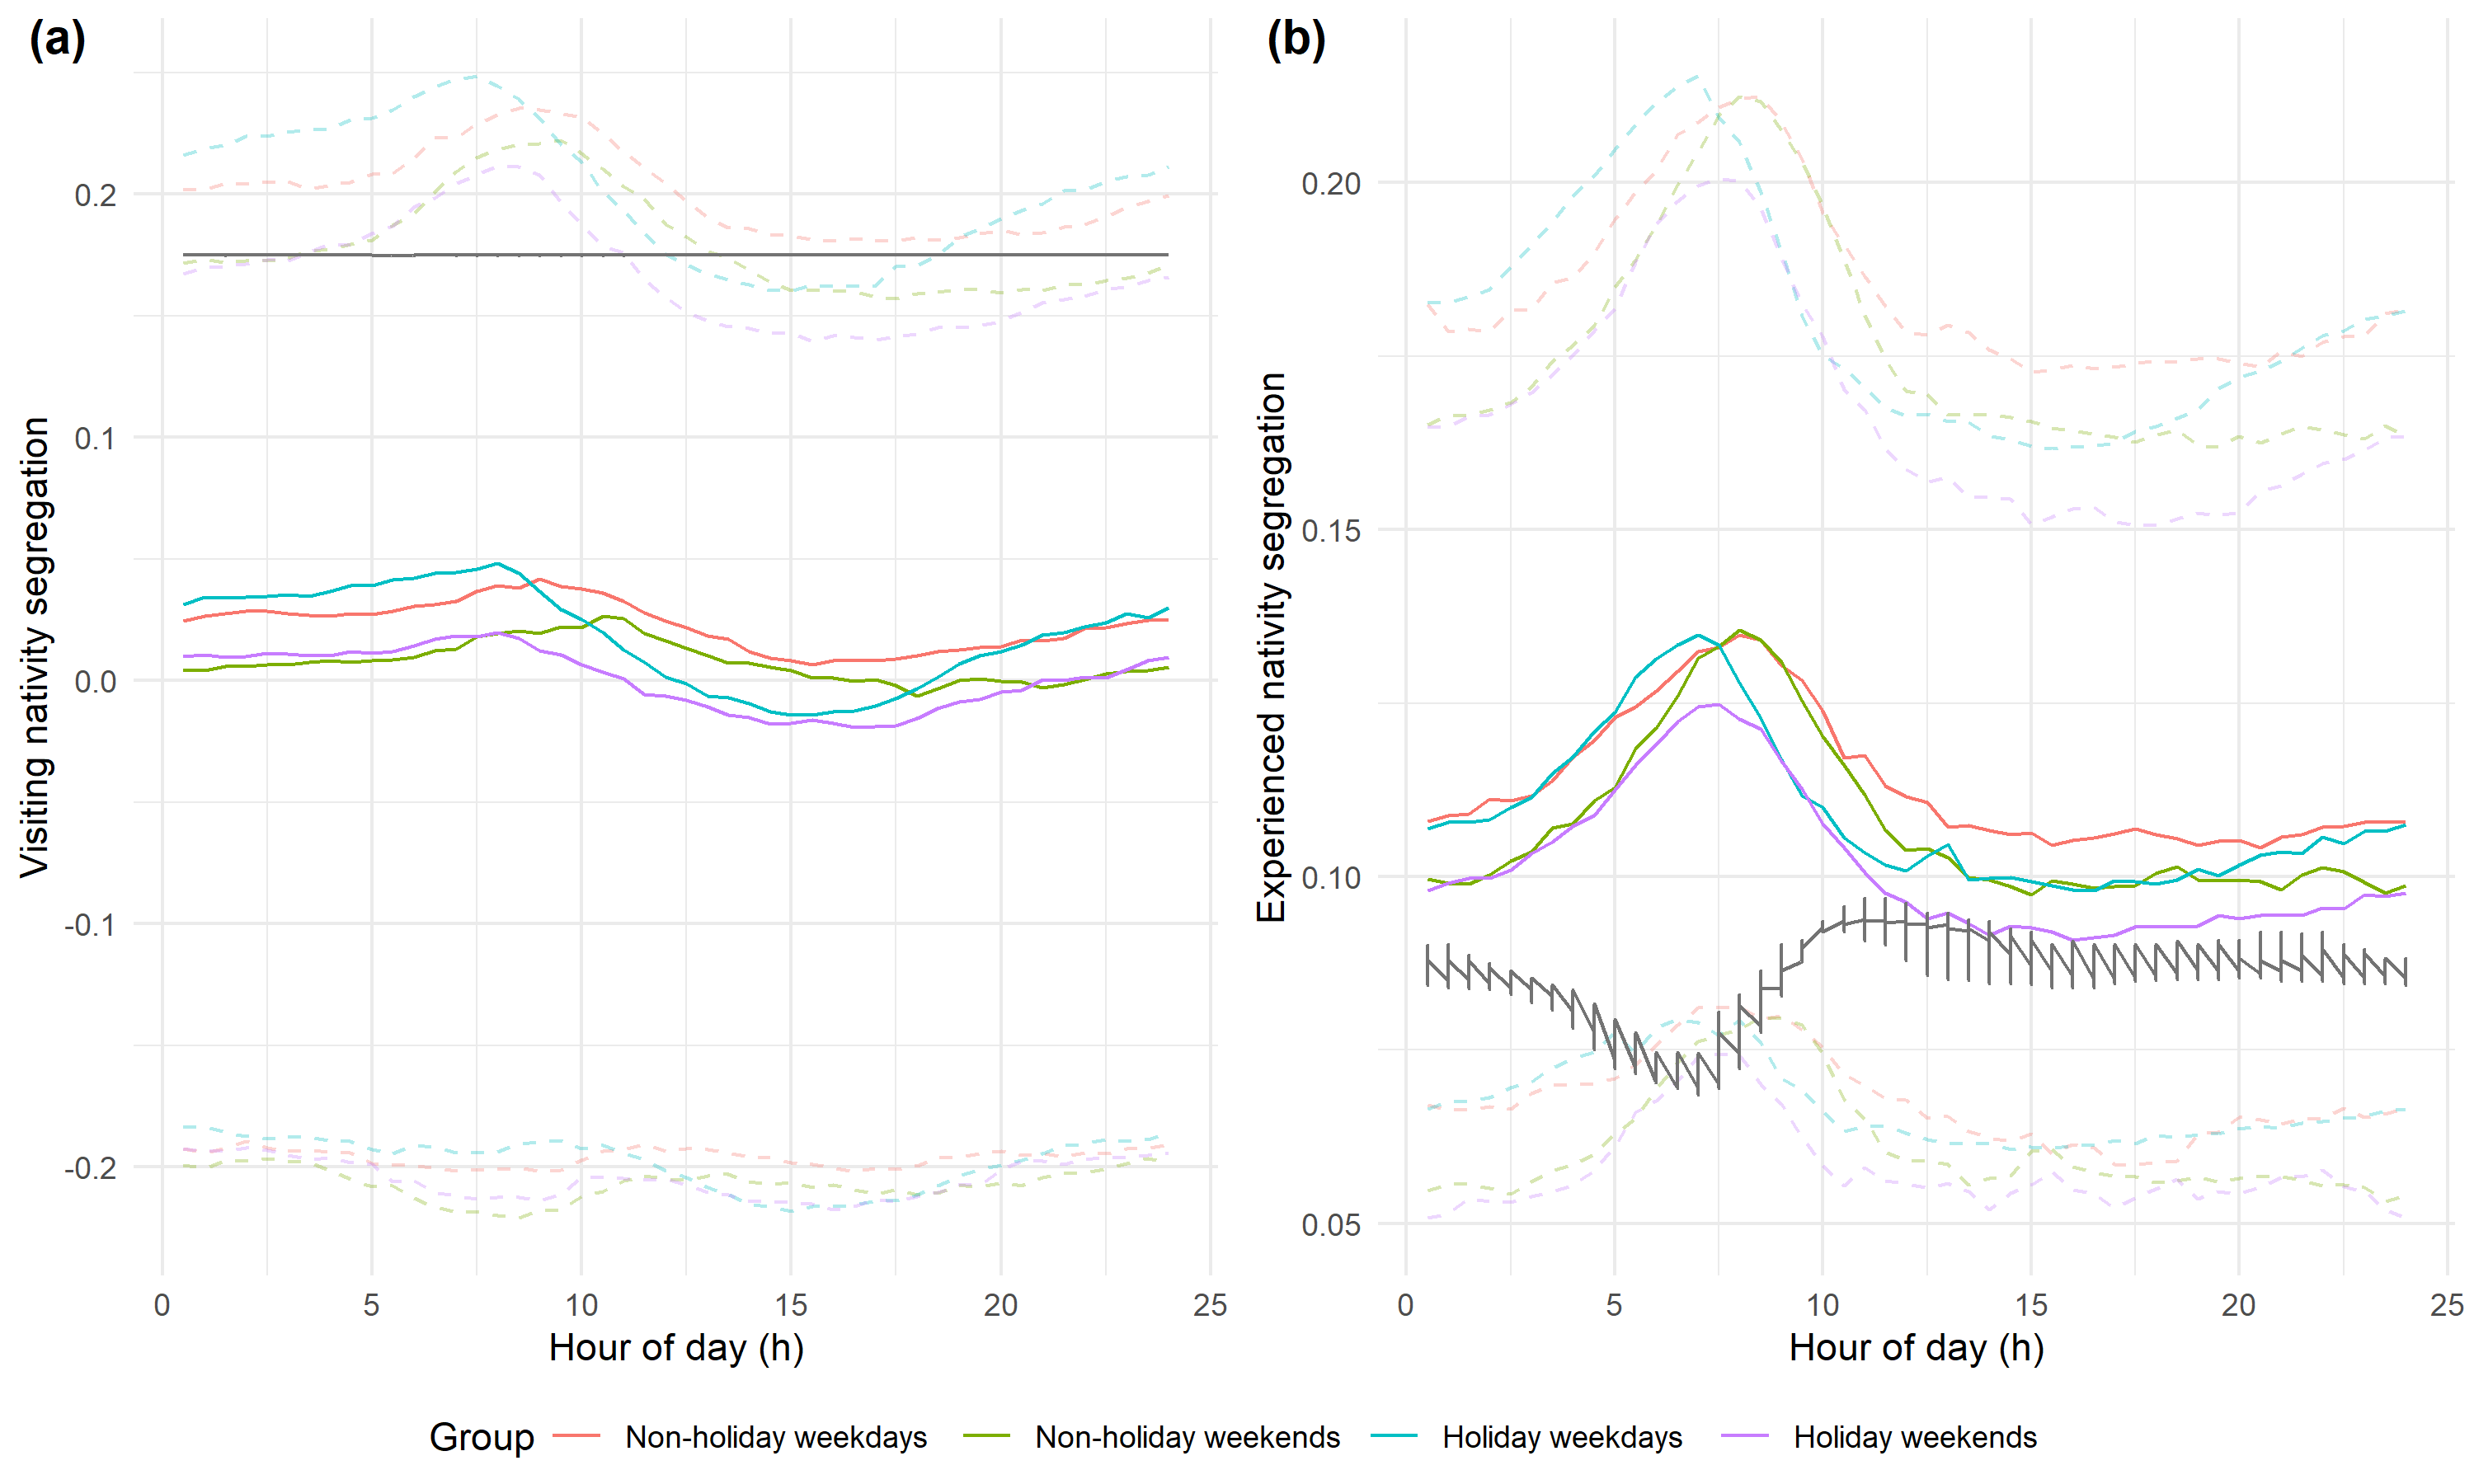 (a)
Visiting nativity segregation
0.2
0.1
0.0
-0.1
-0.2
0 5 10 15 20 25
Hour of day (h)
(b)
Experienced nativity segregation
0.20
0.15
0.10
0.05
0 5 10 15 20 25
Hour of day (h)
Group Non-holiday weekdays Non-holiday weekends Holiday weekdays Holiday weekends